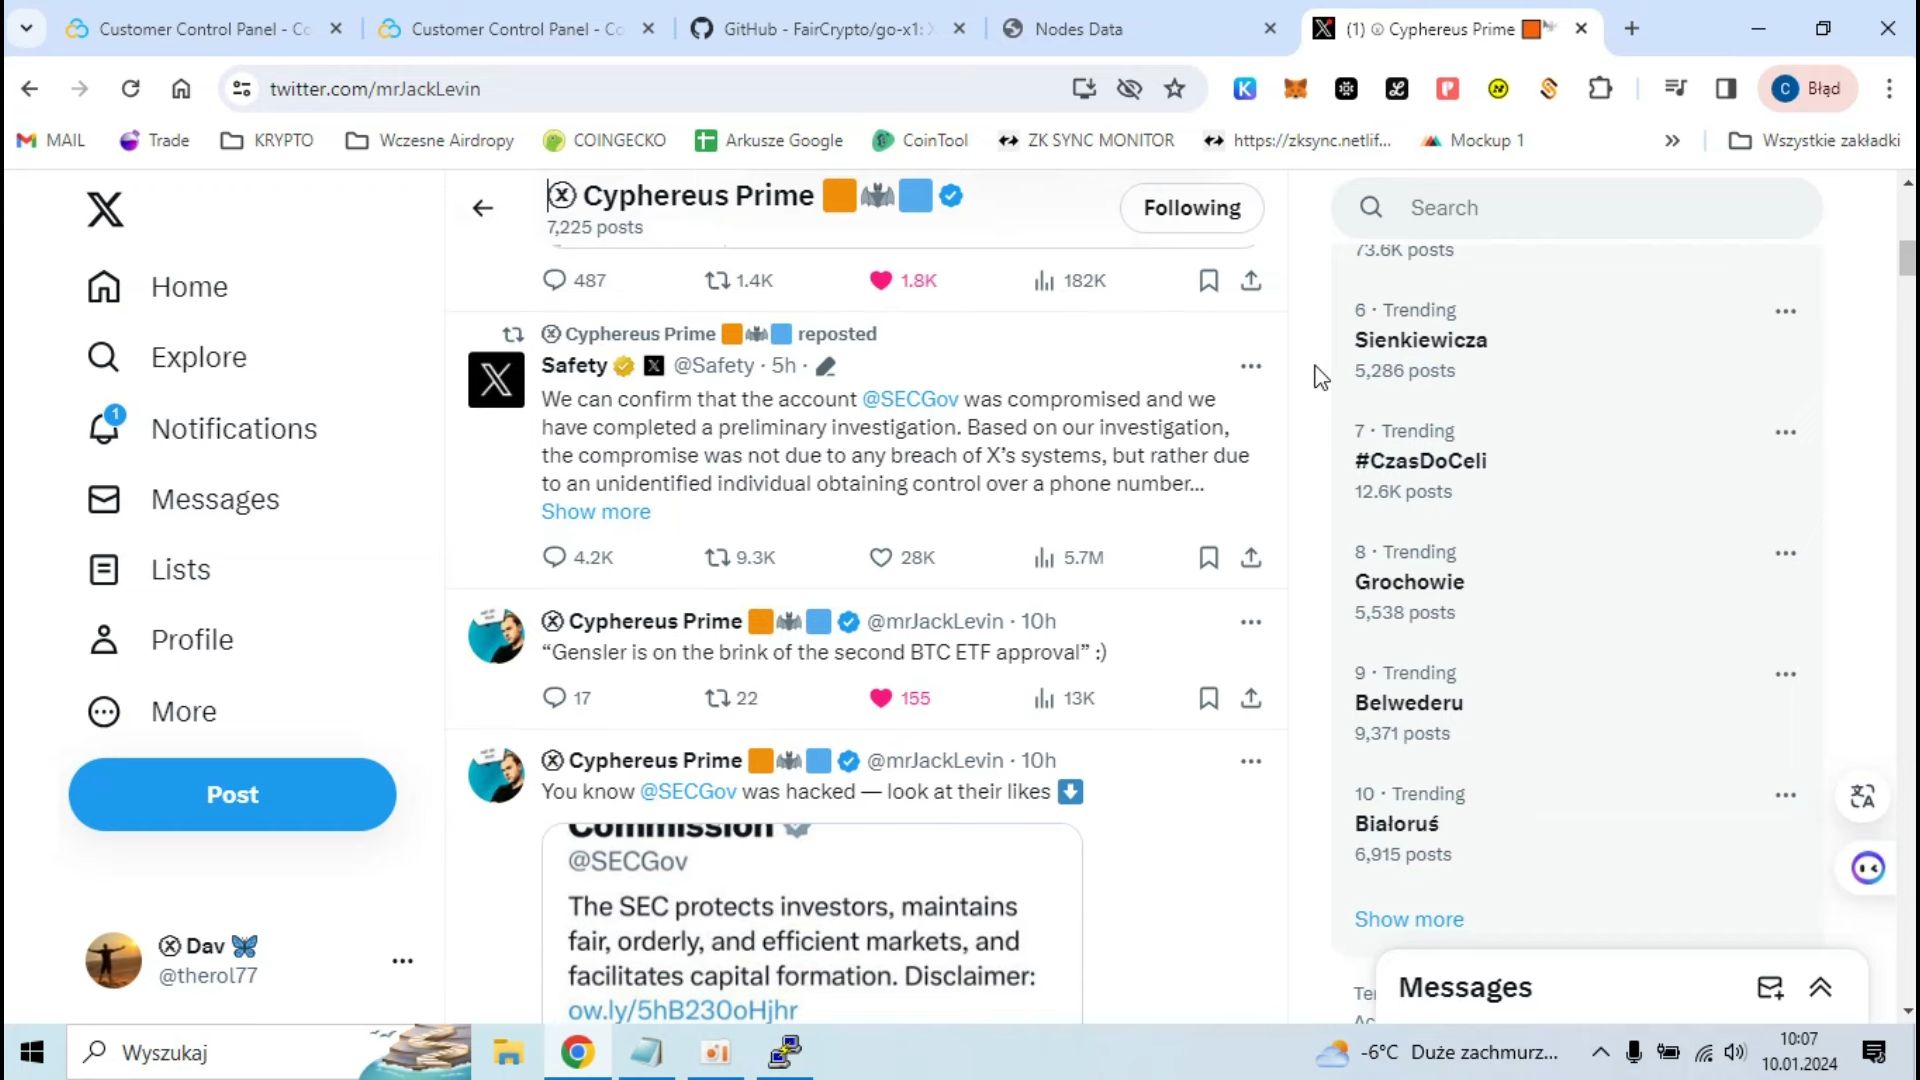 Customer Control Panel - Co
Customer Control Panel - Co
GitHub - FairCrypto/go-x1:
Nodes Data
(1) ⓧ Cyphereus Prime 🟧🦇
twitter.com/mrJackLevin
Błąd
MAIL
Trade
KRYPTO
Wczesne Airdropy
COINGECKO
Arkusze Google
CoinTool
ZK SYNC MONITOR
https://zksync.netlif...
Mockup 1
Wszystkie zakładki
Home
Explore
1
Notifications
Messages
Lists
Profile
More
Post
ⓧ Dav 🦋
@therol77
ⓧ Cyphereus Prime 🟧🦇🟦
7,225 posts
Following
487 1.4K 1.8K 182K
ⓧ Cyphereus Prime 🟧🦇🟦 reposted
Safety @Safety · 5h ·
We can confirm that the account @SECGov was compromised and we
have completed a preliminary investigation. Based on our investigation,
the compromise was not due to any breach of X’s systems, but rather due
to an unidentified individual obtaining control over a phone number...
Show more
4.2K 9.3K 28K 5.7M
ⓧ Cyphereus Prime 🟧🦇🟦 @mrJackLevin · 10h
“Gensler is on the brink of the second BTC ETF approval” :)
17 22 155 13K
ⓧ Cyphereus Prime 🟧🦇🟦 @mrJackLevin · 10h
You know @SECGov was hacked — look at their likes ⬇️
Commission
@SECGov
The SEC protects investors, maintains
fair, orderly, and efficient markets, and
facilitates capital formation. Disclaimer:
ow.ly/5hB230oHjhr
Search
73.6K posts
6 · Trending
Sienkiewicza
5,286 posts
7 · Trending
#CzasDoCeli
12.6K posts
8 · Trending
Grochowie
5,538 posts
9 · Trending
Belwederu
9,371 posts
10 · Trending
Białoruś
6,915 posts
Show more
Messages
Wyszukaj
-6°C Duże zachmurz...
10:07
10.01.2024